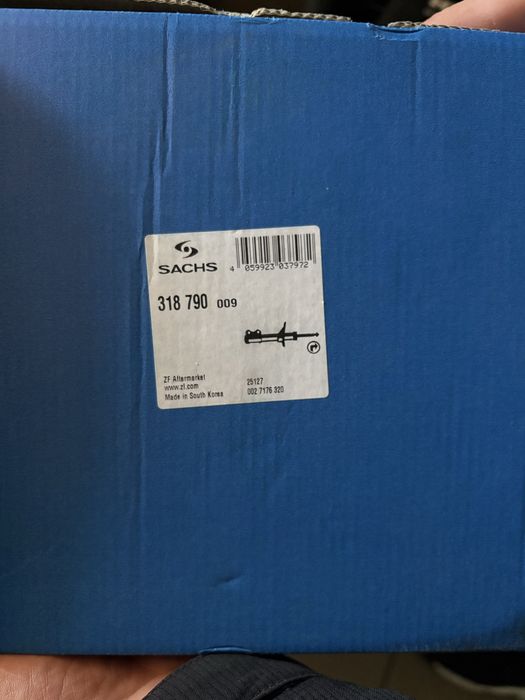 SACHS
4 059923 037972
318 790 009
ZF Aftermarket
www.zf.com
Made in South Korea
25127
002 7176 320